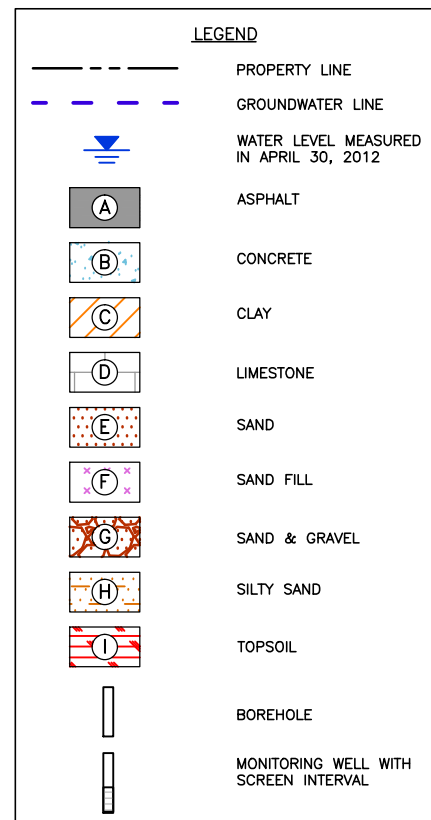 LEGEND
PROPERTY LINE
GROUNDWATER LINE
WATER LEVEL MEASURED
IN APRIL 30, 2012
A ASPHALT
B CONCRETE
C CLAY
D LIMESTONE
E SAND
F SAND FILL
G SAND & GRAVEL
H SILTY SAND
I TOPSOIL
BOREHOLE
MONITORING WELL WITH
SCREEN INTERVAL